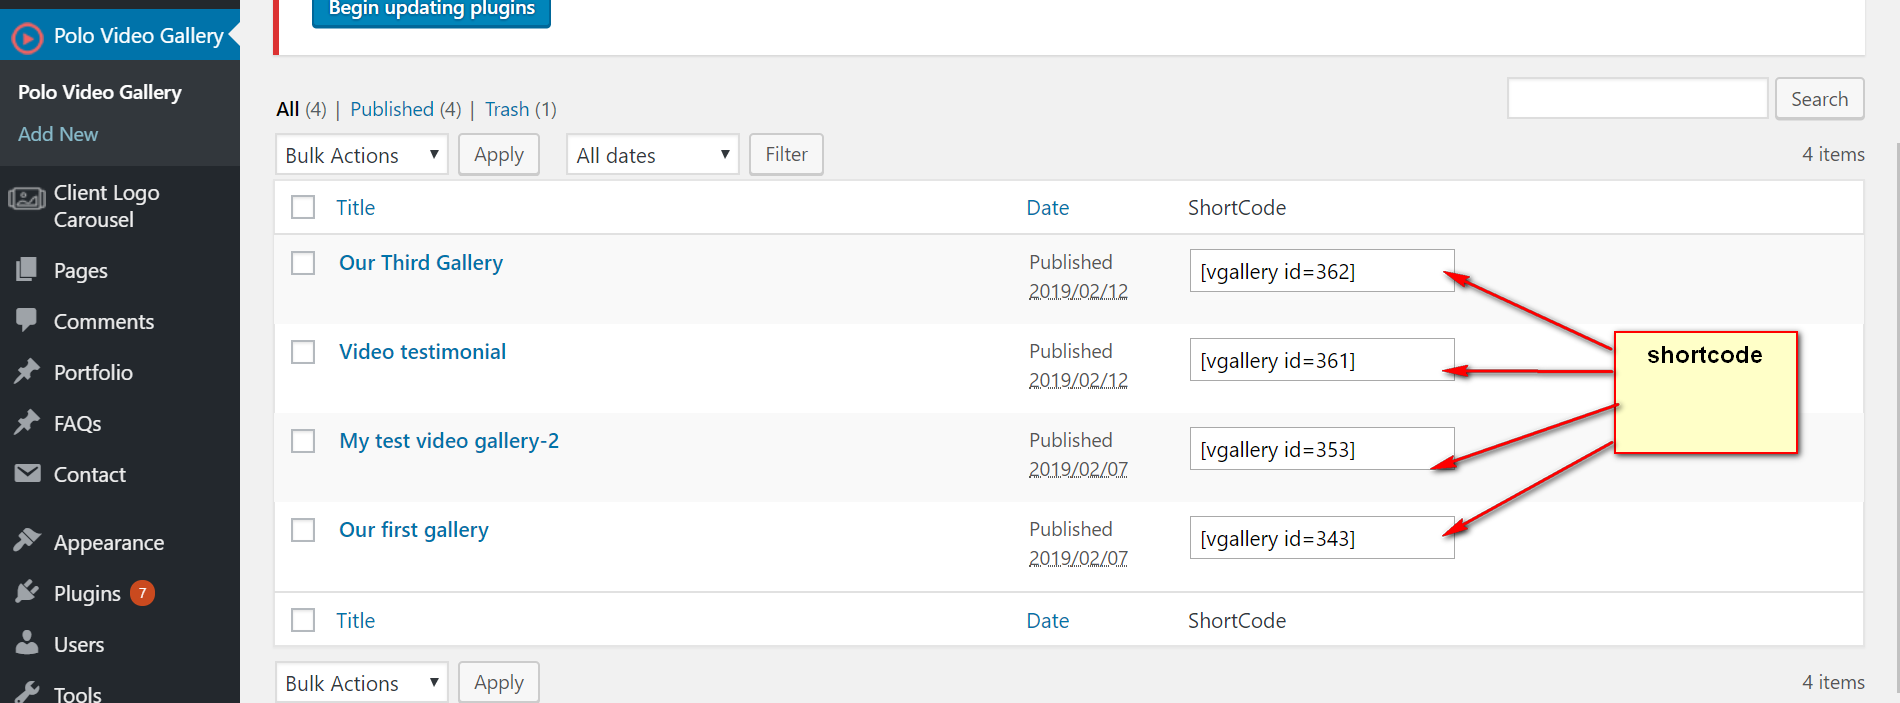 Begin updating plugins
Polo Video Gallery
Polo Video Gallery
Add New
Client Logo
Carousel
Pages
Comments
Portfolio
FAQs
Contact
Appearance
Plugins 7
Users
Tools
All (4) | Published (4) | Trash (1)
Search
Bulk Actions Apply All dates Filter 4 items
Title Date ShortCode
Our Third Gallery Published [vgallery id=362]
2019/02/12
shortcode
Video testimonial Published [vgallery id=361]
2019/02/12
My test video gallery-2 Published [vgallery id=353]
2019/02/07
Our first gallery Published [vgallery id=343]
2019/02/07
Title Date ShortCode
Bulk Actions Apply 4 items